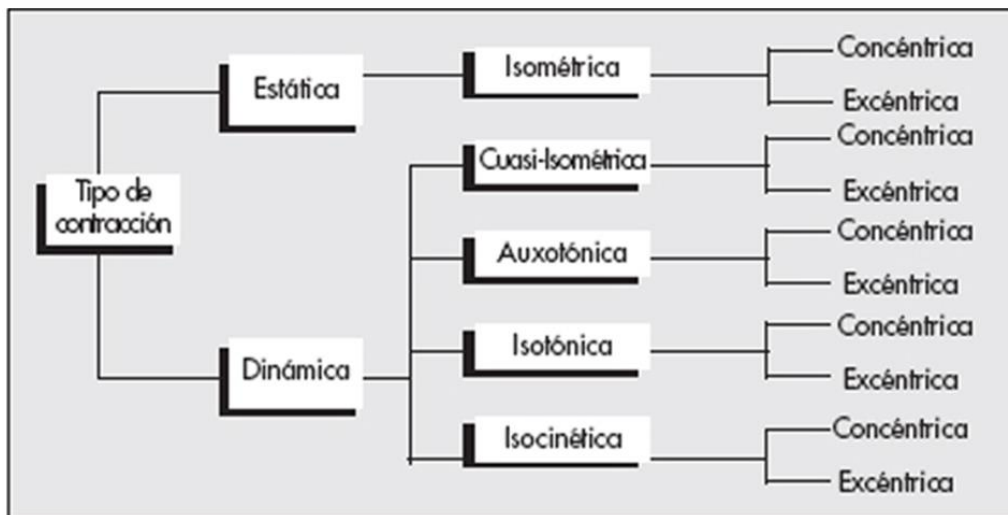 Tipo de
contracción
Estática
Isométrica
Concéntrica
Excéntrica
Dinámica
Cuasi-Isométrica
Concéntrica
Excéntrica
Auxotónica
Concéntrica
Excéntrica
Isotónica
Concéntrica
Excéntrica
Isocinética
Concéntrica
Excéntrica